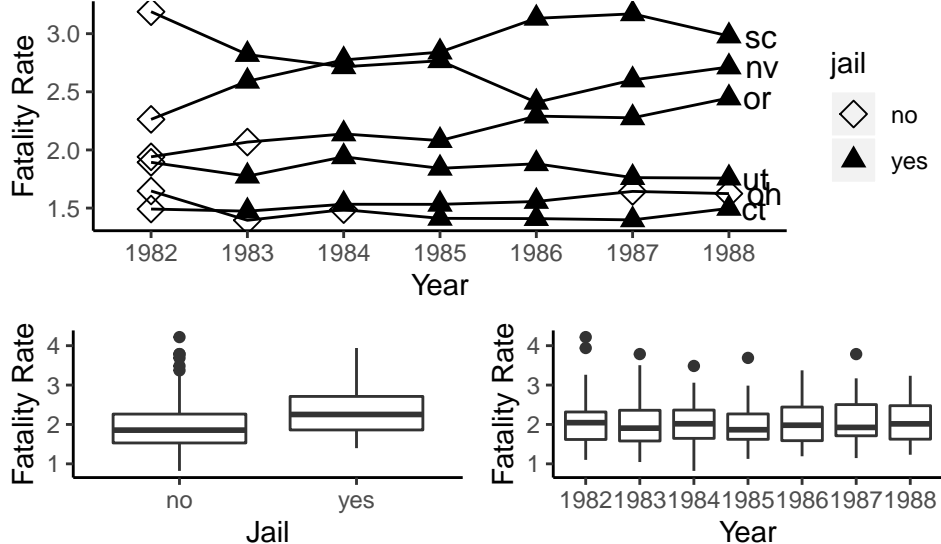 Fatality Rate
3.0
2.5
2.0
1.5
sc
nv
or
ut
oh
ct
1982 1983 1984 1985 1986 1987 1988
Year
jail
no
yes
Fatality Rate
4
3
2
1
no yes
Jail
Fatality Rate
4
3
2
1
1982 1983 1984 1985 1986 1987 1988
Year